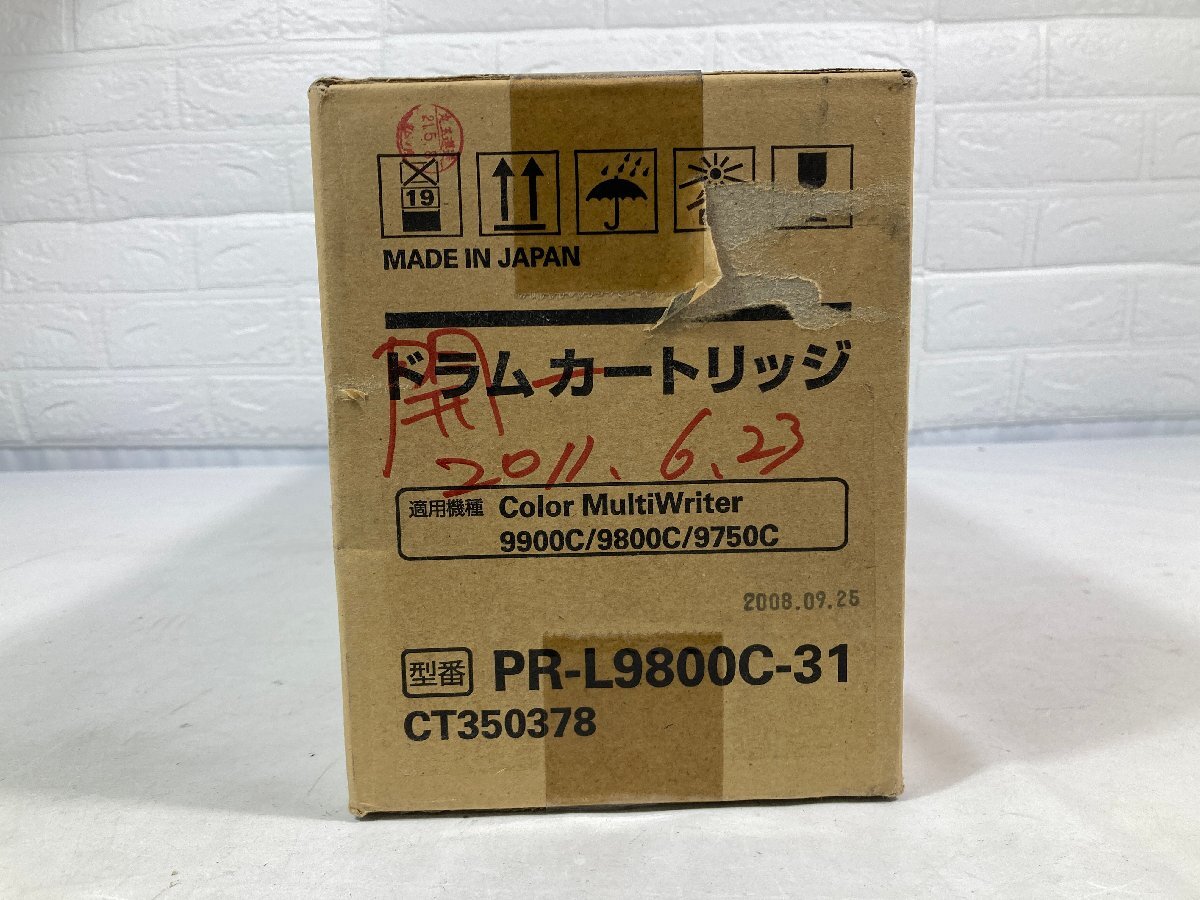 19
MADE IN JAPAN
ドラムカートリッジ
開
2011.6.23
適用機種 Color MultiWriter
9900C/9800C/9750C
2008.09.25
型番 PR-L9800C-31
CT350378